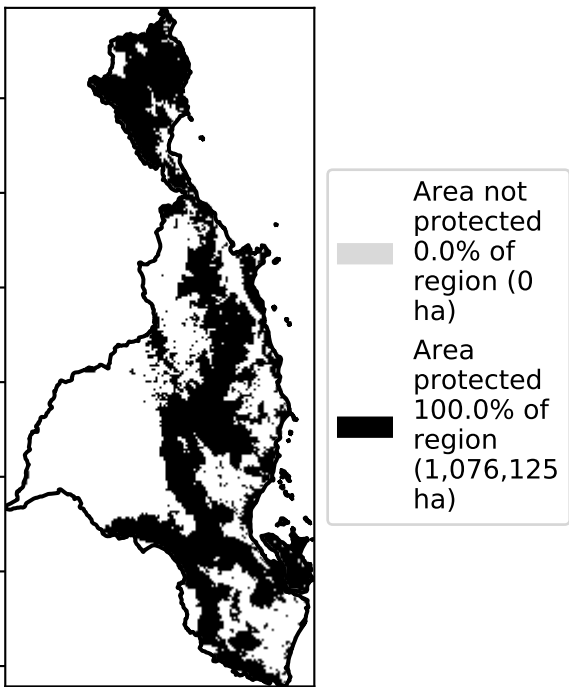 Area not
protected
0.0% of
region (0
ha)
Area
protected
100.0% of
region
(1,076,125
ha)